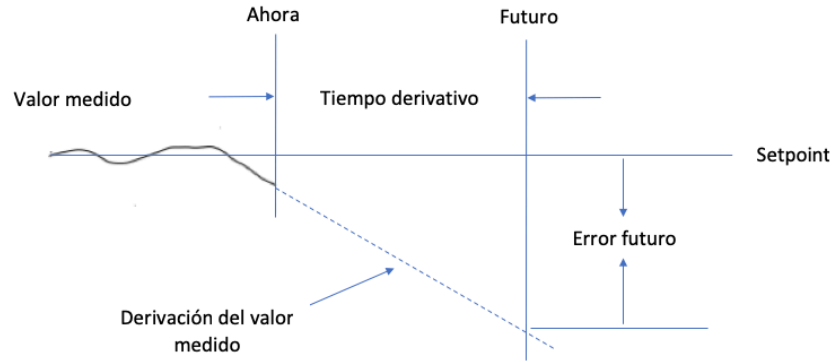 Ahora
Futuro
Valor medido
Tiempo derivativo
Setpoint
Error futuro
Derivación del valor
medido